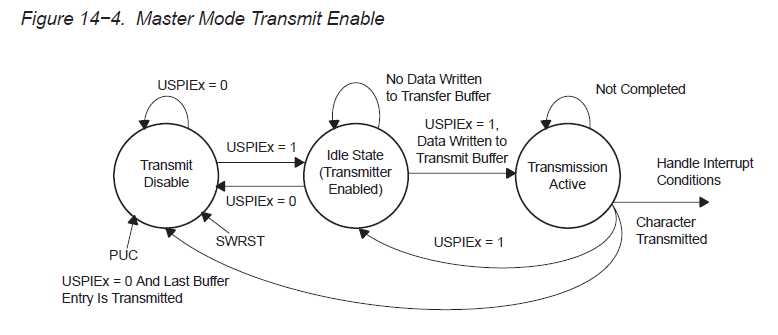 Figure 14−4. Master Mode Transmit Enable
USPIEx = 0
No Data Written
to Transfer Buffer
Not Completed
USPIEx = 1
USPIEx = 1,
Data Written to
Transmit Buffer
Transmit
Disable
Idle State
(Transmitter
Enabled)
Transmission
Active
Handle Interrupt
Conditions
USPIEx = 0
Character
Transmitted
PUC
SWRST
USPIEx = 1
USPIEx = 0 And Last Buffer
Entry Is Transmitted